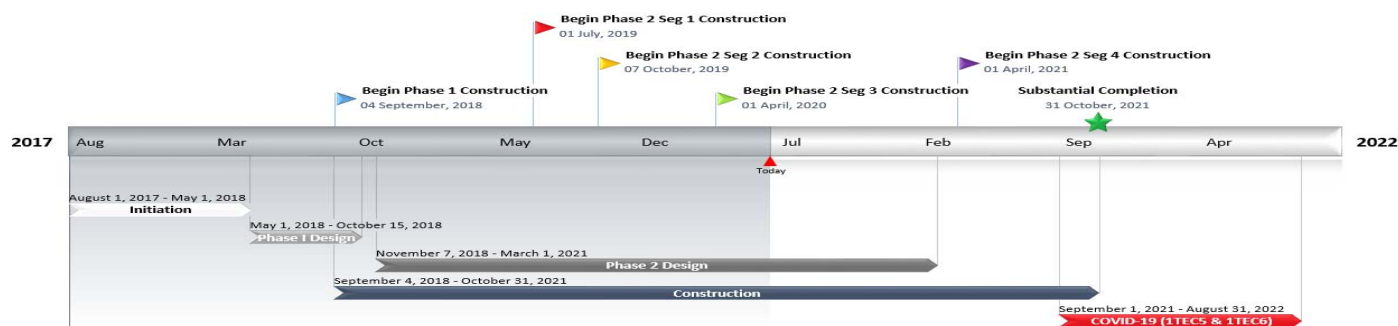 Begin Phase 2 Seg 1 Construction
01 July, 2019
Begin Phase 2 Seg 2 Construction
07 October, 2019
Begin Phase 2 Seg 4 Construction
01 April, 2021
Begin Phase 1 Construction
04 September, 2018
Begin Phase 2 Seg 3 Construction
01 April, 2020
Substantial Completion
31 October, 2021
2017 Aug Mar Oct May Dec Jul Feb Sep Apr 2022
Today
August 1, 2017 - May 1, 2018
Initiation
May 1, 2018 - October 15, 2018
Phase I Design
November 7, 2018 - March 1, 2021
Phase 2 Design
September 4, 2018 - October 31, 2021
Construction
September 1, 2021 - August 31, 2022
COVID-19 (1TEC5 & 1TEC6)